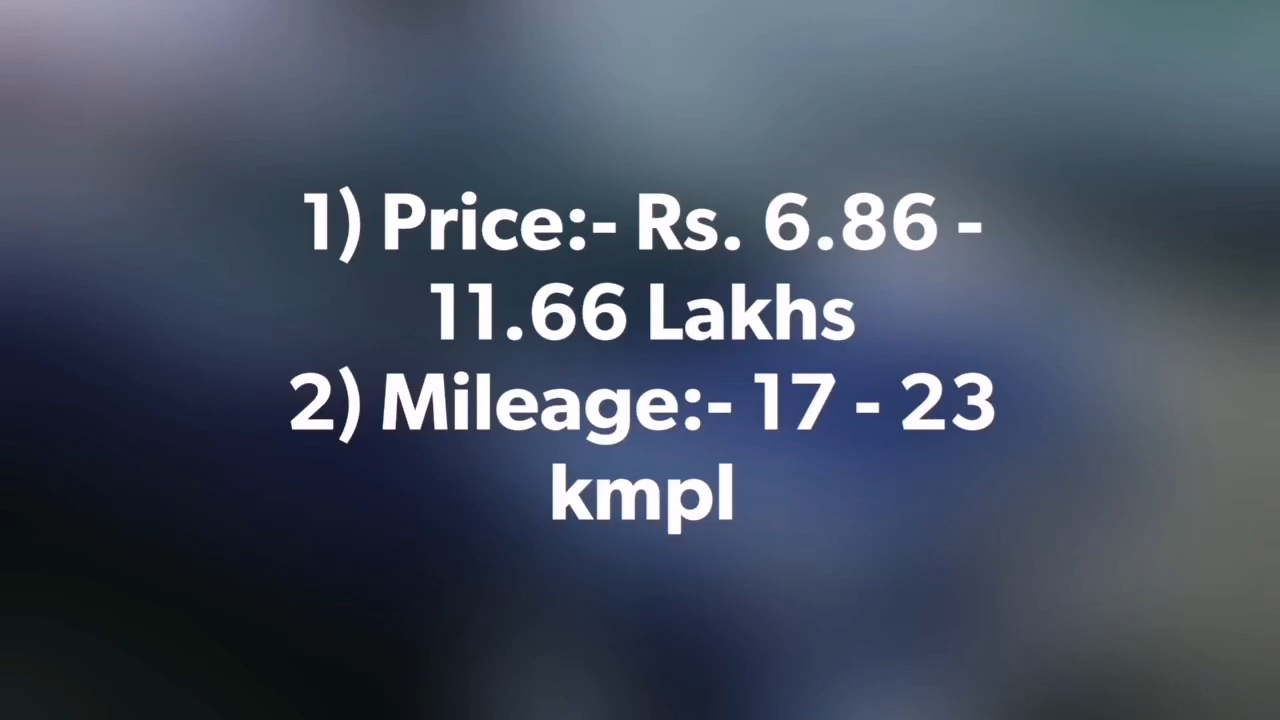 1) Price:- Rs. 6.86 -
11.66 Lakhs
2) Mileage:- 17 - 23
kmpl